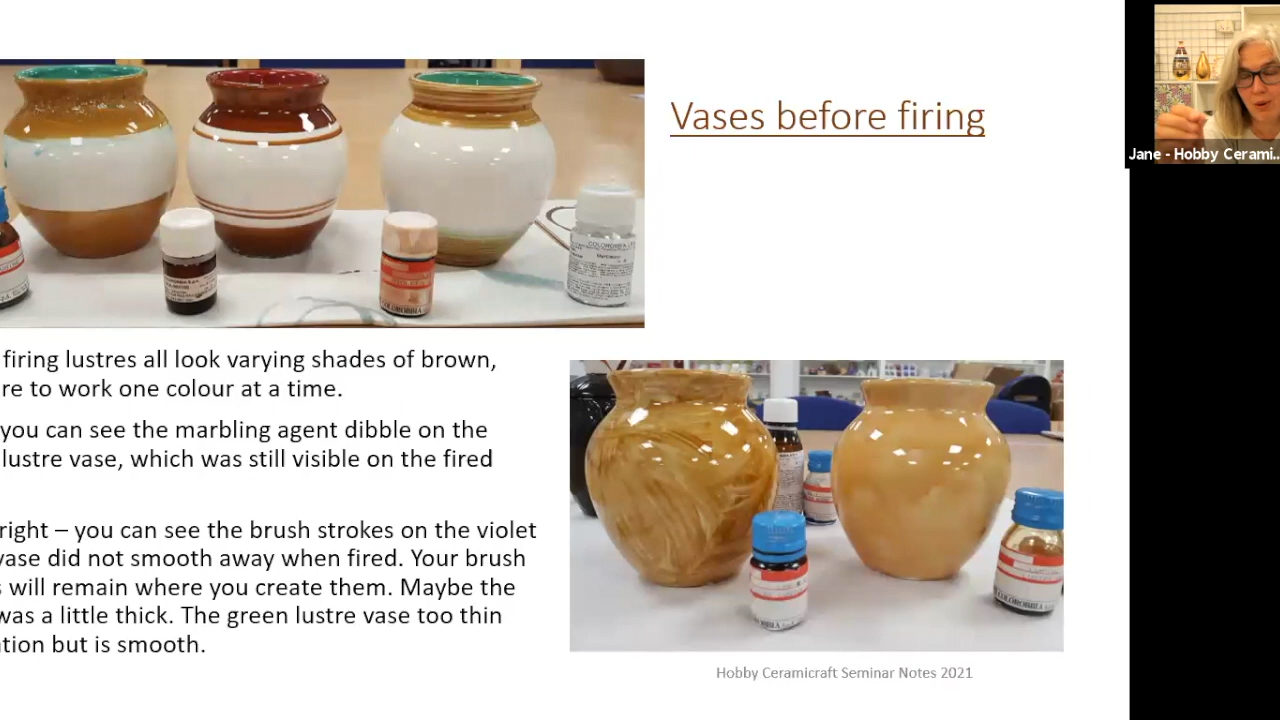 Vases before firing
Jane - Hobby Cerami...
firing lustres all look varying shades of brown,
re to work one colour at a time.
you can see the marbling agent dibble on the
lustre vase, which was still visible on the fired
right – you can see the brush strokes on the violet
vase did not smooth away when fired. Your brush
s will remain where you create them. Maybe the
was a little thick. The green lustre vase too thin
ation but is smooth.
Hobby Ceramicraft Seminar Notes 2021